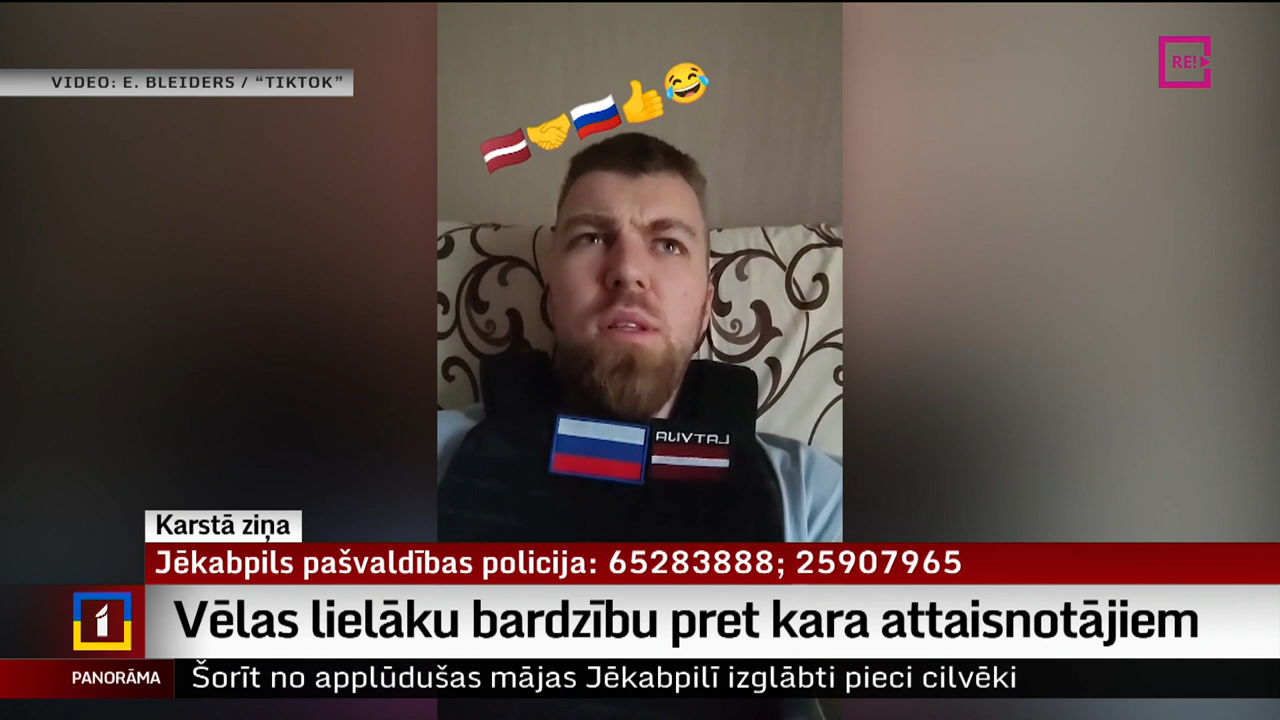 VIDEO: E. BLEIDERS / “TIKTOK”
RE!
LATVIJA
Karstā ziņa
Jēkabpils pašvaldības policija: 65283888; 25907965
1
Vēlas lielāku bardzību pret kara attaisnotājiem
PANORĀMA
Šorīt no applūdušas mājas Jēkabpilī izglābti pieci cilvēki